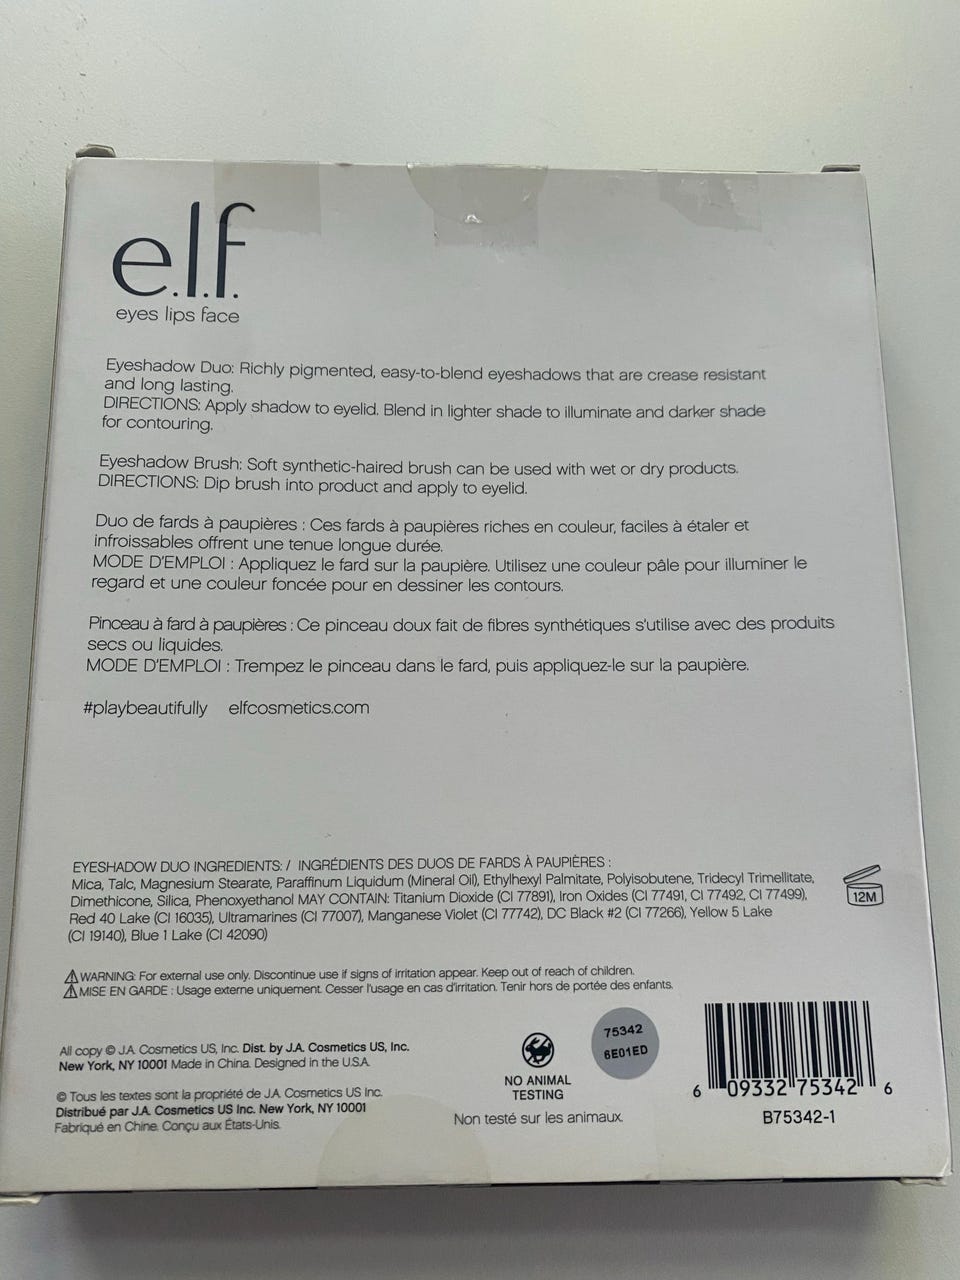 e.l.f.
eyes lips face
Eyeshadow Duo: Richly pigmented, easy-to-blend eyeshadows that are crease resistant
and long lasting.
DIRECTIONS: Apply shadow to eyelid. Blend in lighter shade to illuminate and darker shade
for contouring.
Eyeshadow Brush: Soft synthetic-haired brush can be used with wet or dry products.
DIRECTIONS: Dip brush into product and apply to eyelid.
Duo de fards à paupières : Ces fards à paupières riches en couleur, faciles à étaler et
infroissables offrent une tenue longue durée.
MODE D'EMPLOI : Appliquez le fard sur la paupière. Utilisez une couleur pâle pour illuminer le
regard et une couleur foncée pour en dessiner les contours.
Pinceau à fard à paupières : Ce pinceau doux fait de fibres synthétiques s'utilise avec des produits
secs ou liquides.
MODE D'EMPLOI : Trempez le pinceau dans le fard, puis appliquez-le sur la paupière.
#playbeautifully elfcosmetics.com
EYESHADOW DUO INGREDIENTS: / INGRÉDIENTS DES DUOS DE FARDS À PAUPIÈRES :
Mica, Talc, Magnesium Stearate, Paraffinum Liquidum (Mineral Oil), Ethylhexyl Palmitate, Polyisobutene, Tridecyl Trimellitate,
Dimethicone, Silica, Phenoxyethanol MAY CONTAIN: Titanium Dioxide (CI 77891), Iron Oxides (CI 77491, CI 77492, CI 77499),
Red 40 Lake (CI 16035), Ultramarines (CI 77007), Manganese Violet (CI 77742), DC Black #2 (CI 77266), Yellow 5 Lake
(CI 19140), Blue 1 Lake (CI 42090)
12M
WARNING: For external use only. Discontinue use if signs of irritation appear. Keep out of reach of children.
MISE EN GARDE : Usage externe uniquement. Cesser l'usage en cas d'irritation. Tenir hors de portée des enfants.
All copy © J.A. Cosmetics US, Inc. Dist. by J.A. Cosmetics US, Inc.
New York, NY 10001 Made in China. Designed in the U.S.A.
© Tous les textes sont la propriété de J.A. Cosmetics US Inc.
Distribué par J.A. Cosmetics US Inc. New York, NY 10001
Fabriqué en Chine. Conçu aux États-Unis.
NO ANIMAL
TESTING
Non testé sur les animaux.
75342
6E01ED
6 09332 75342 6
B75342-1